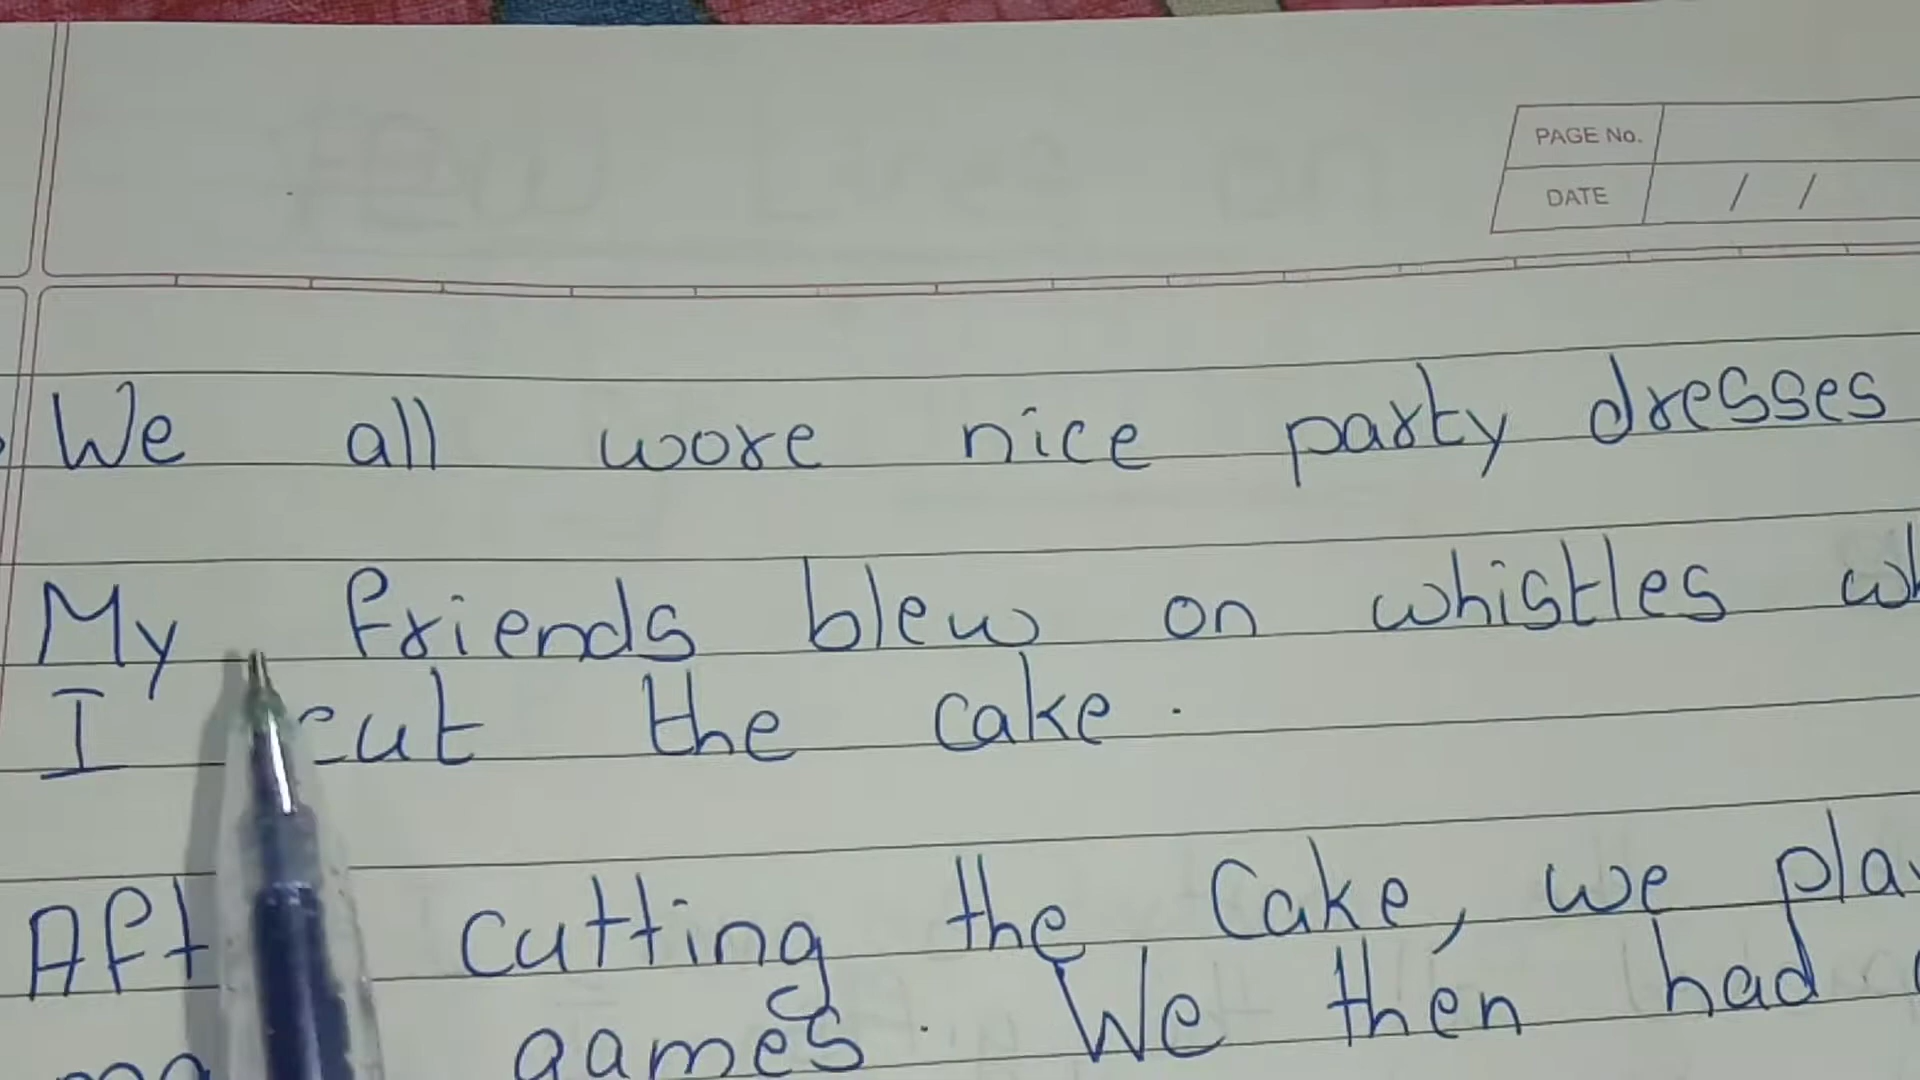 PAGE No.
DATE / /
We all wore nice party dresses
My friends blew on whistles
I cut the cake.
cutting the Cake, we
games. We then had